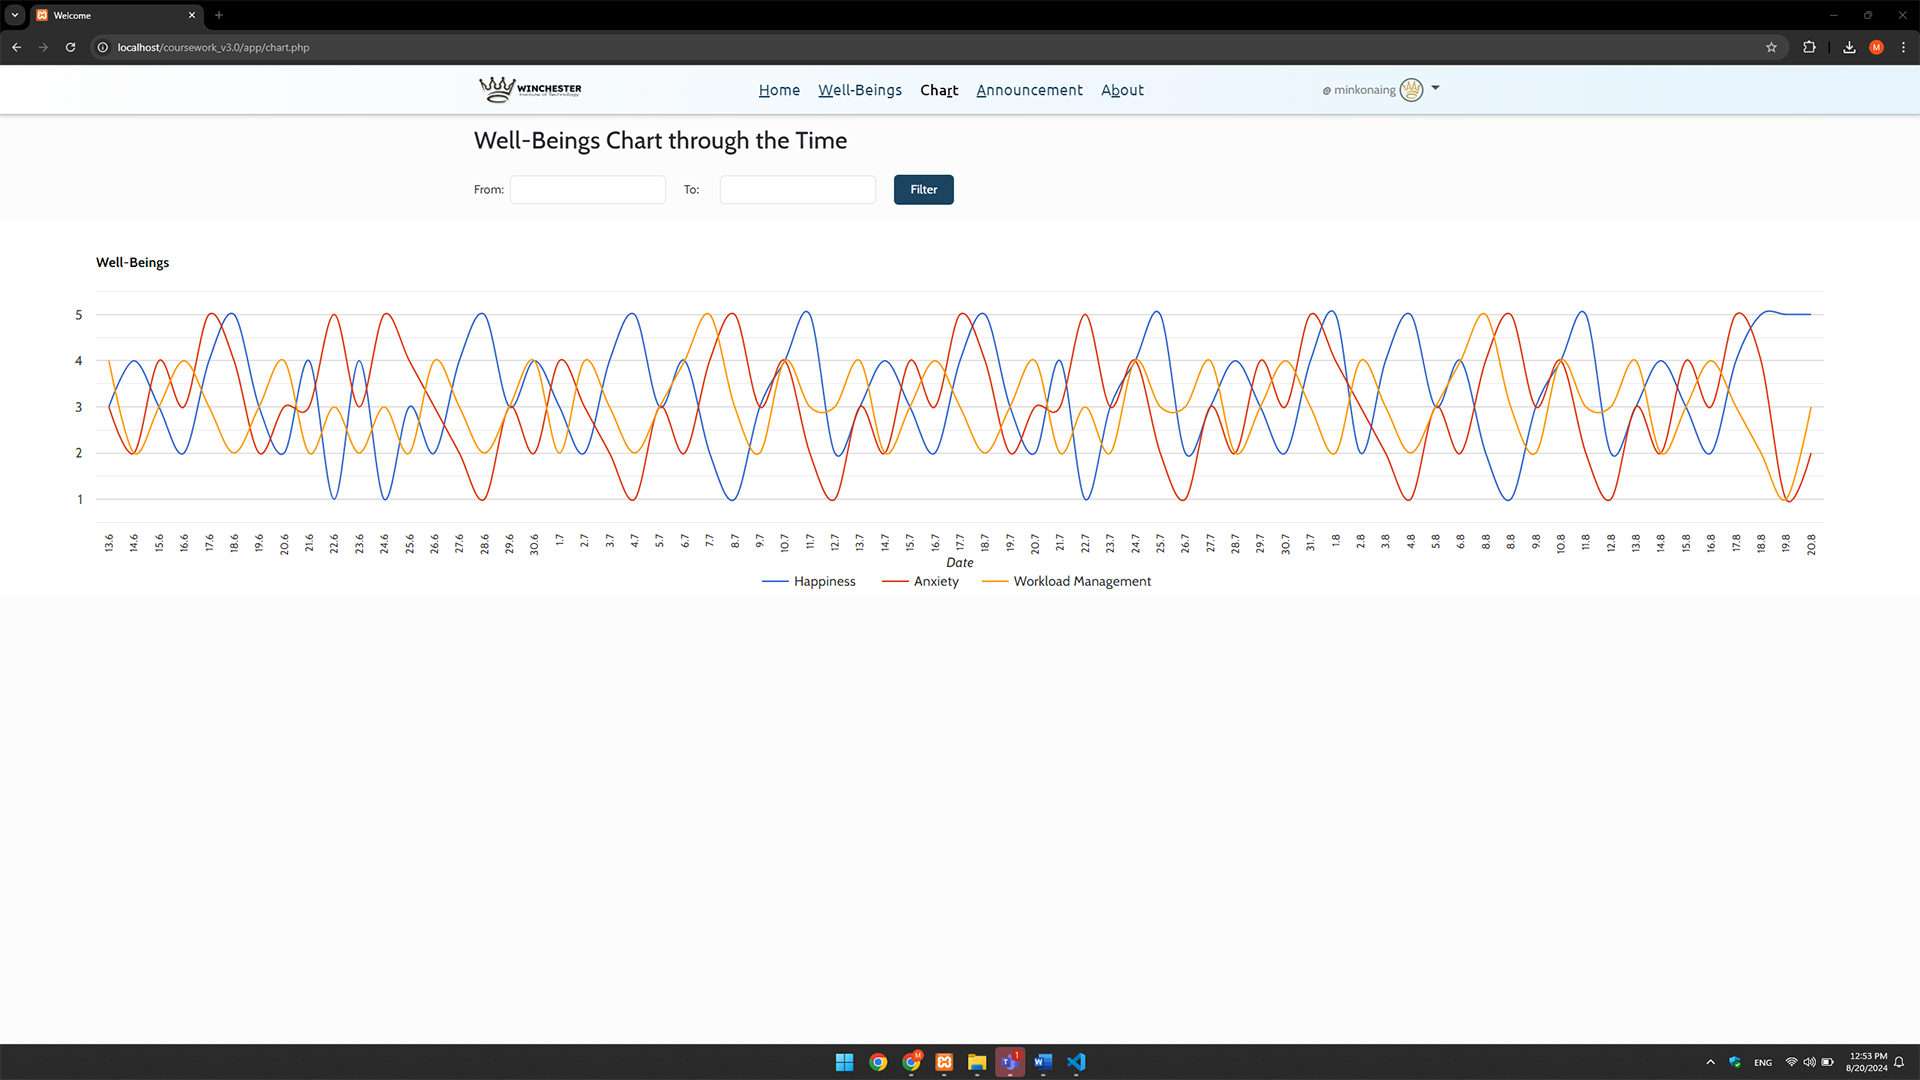 Welcome
localhost/coursework_v3.0/app/chart.php
M
WINCHESTER
Institute of Technology
Home Well-Beings Chart Announcement About
@ minkonaing
Well-Beings Chart through the Time
From: To: Filter
Well-Beings
5
4
3
2
1
13.6 14.6 15.6 16.6 17.6 18.6 19.6 20.6 21.6 22.6 23.6 24.6 25.6 26.6 27.6 28.6 29.6 30.6 1.7 2.7 3.7 4.7 5.7 6.7 7.7 8.7 9.7 10.7 11.7 12.7 13.7 14.7 15.7 16.7 17.7 18.7 19.7 20.7 21.7 22.7 23.7 24.7 25.7 26.7 27.7 28.7 29.7 30.7 31.7 1.8 2.8 3.8 4.8 5.8 6.8 8.8 8.8 9.8 10.8 11.8 12.8 13.8 14.8 15.8 16.8 17.8 18.8 19.8 20.8
Date
Happiness Anxiety Workload Management
M
1
ENG
12:53 PM
8/20/2024